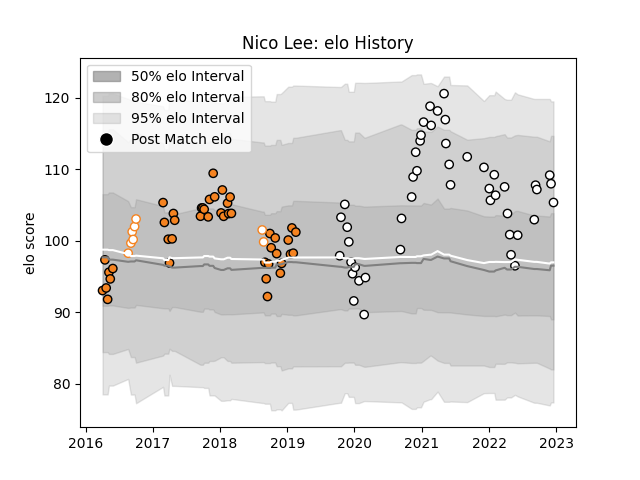 Nico Lee: elo History
50% elo Interval
80% elo Interval
95% elo Interval
Post Match elo
elo score
120
110
100
90
80
2016 2017 2018 2019 2020 2021 2022 2023